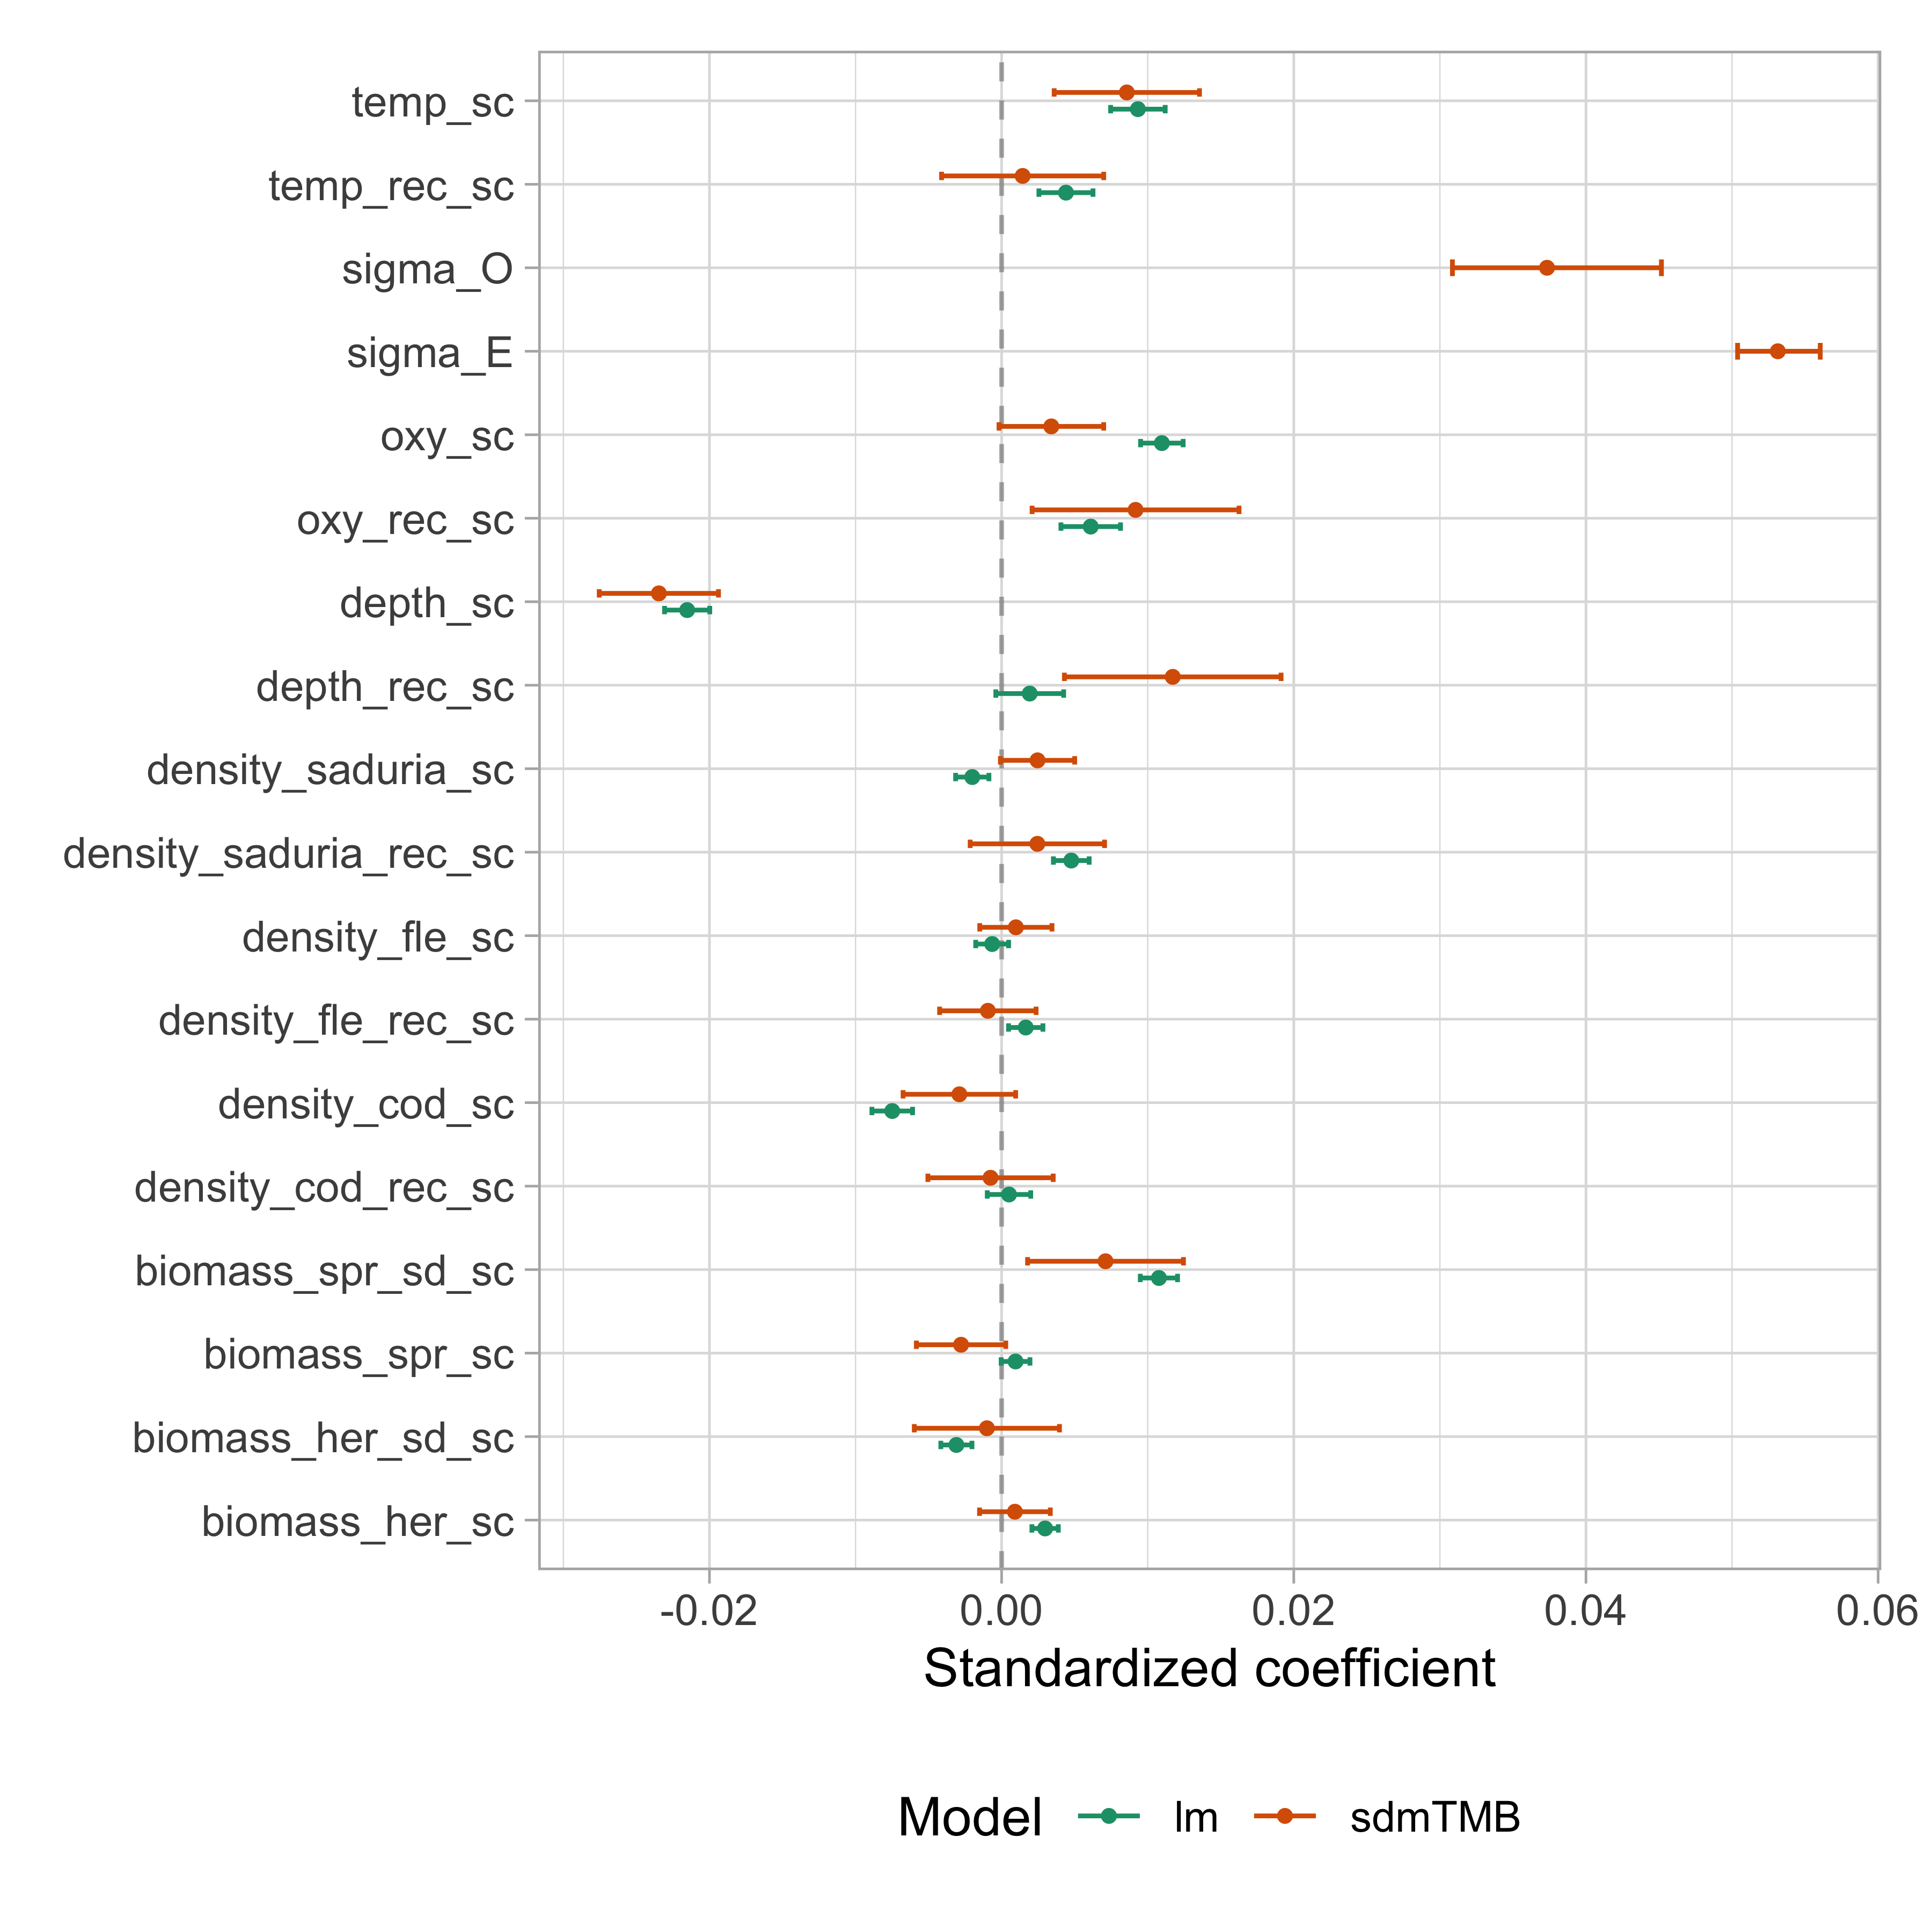 temp_sc
temp_rec_sc
sigma_O
sigma_E
oxy_sc
oxy_rec_sc
depth_sc
depth_rec_sc
density_saduria_sc
density_saduria_rec_sc
density_fle_sc
density_fle_rec_sc
density_cod_sc
density_cod_rec_sc
biomass_spr_sd_sc
biomass_spr_sc
biomass_her_sd_sc
biomass_her_sc
-0.02 0.00 0.02 0.04 0.06
Standardized coefficient
Model lm sdmTMB